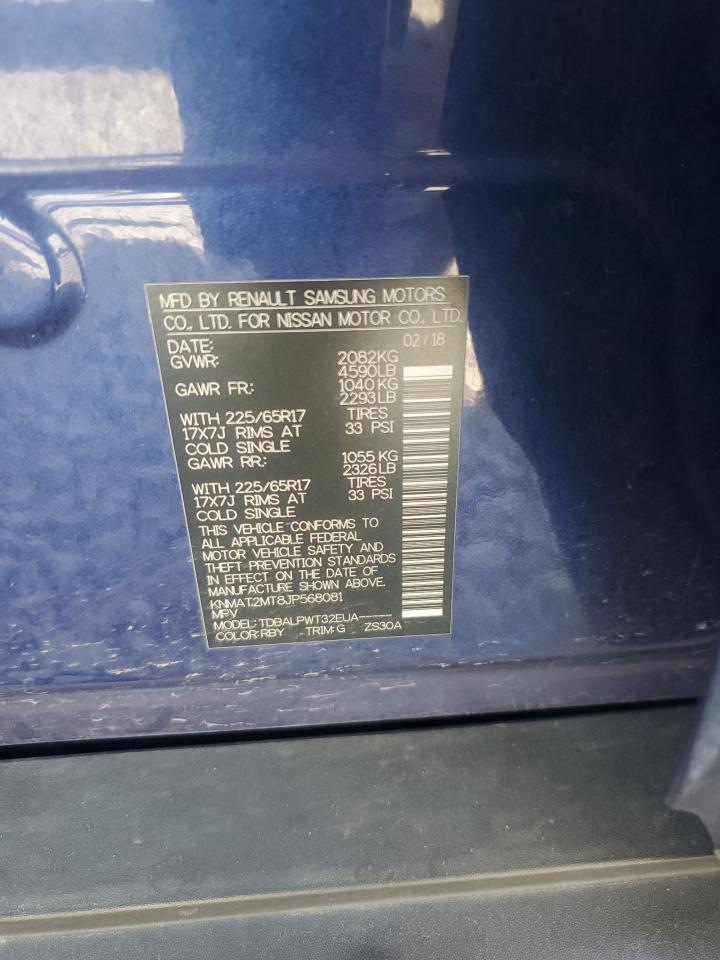 MFD BY RENAULT SAMSUNG MOTORS
CO., LTD. FOR NISSAN MOTOR CO., LTD.
DATE: 02/18
GVWR: 2082KG
4590LB
GAWR FR: 1040KG
2293LB
WITH 225/65R17 TIRES
17X7J RIMS AT 33 PSI
COLD SINGLE
GAWR RR: 1055 KG
2326LB
WITH 225/65R17 TIRES
17X7J RIMS AT 33 PSI
COLD SINGLE
THIS VEHICLE CONFORMS TO
ALL APPLICABLE FEDERAL
MOTOR VEHICLE SAFETY AND
THEFT PREVENTION STANDARDS
IN EFFECT ON THE DATE OF
MANUFACTURE SHOWN ABOVE.
KNMAT2MT8JP568081
MPV
MODEL: TDBALPWT32EUA------
COLOR:RBY TRIM:G ZS30A